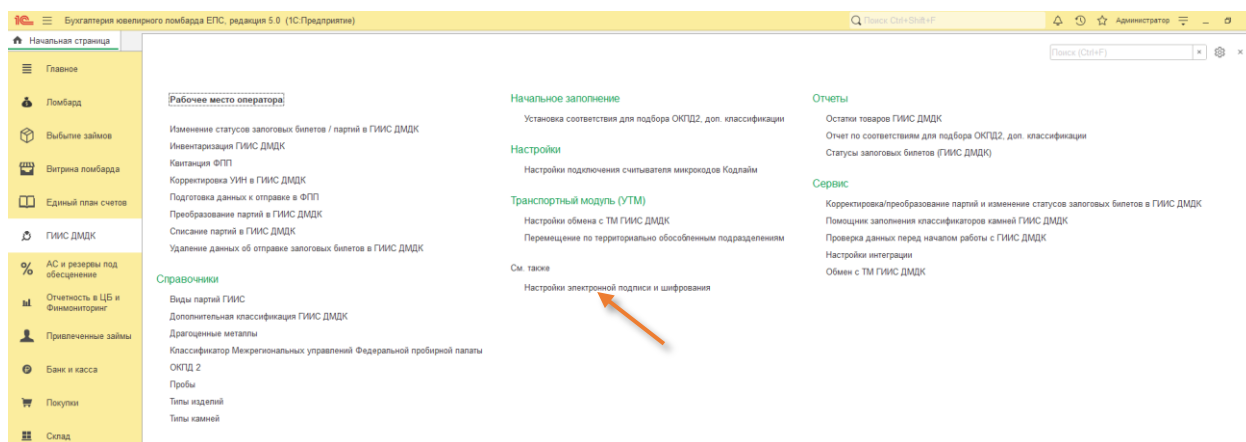 1С Бухгалтерия ювелирного ломбарда ЕПС, редакция 5.0 (1С:Предприятие)
Поиск Ctrl+Shift+F
Администратор
Начальная страница
Поиск (Ctrl+F)
Главное
Ломбард
Выбытие займов
Витрина ломбарда
Единый план счетов
ГИИС ДМДК
АС и резервы под
обесценение
Отчетность в ЦБ и
Финмониторинг
Привлеченные займы
Банк и касса
Покупки
Склад
Рабочее место оператора
Изменение статусов залоговых билетов / партий в ГИИС ДМДК
Инвентаризация ГИИС ДМДК
Квитанция ФПП
Корректировка УИН в ГИИС ДМДК
Подготовка данных к отправке в ФПП
Преобразование партий в ГИИС ДМДК
Списание партий в ГИИС ДМДК
Удаление данных об отправке залоговых билетов в ГИИС ДМДК
Справочники
Виды партий ГИИС
Дополнительная классификация ГИИС ДМДК
Драгоценные металлы
Классификатор Межрегиональных управлений Федеральной пробирной палаты
ОКПД 2
Пробы
Типы изделий
Типы камней
Начальное заполнение
Установка соответствия для подбора ОКПД2, доп. классификации
Настройки
Настройки подключения считывателя микрокодов Кодлайм
Транспортный модуль (УТМ)
Настройки обмена с ТМ ГИИС ДМДК
Перемещение по территориально обособленным подразделениям
См. также
Настройки электронной подписи и шифрования
Отчеты
Остатки товаров ГИИС ДМДК
Отчет по соответствиям для подбора ОКПД2, доп. классификации
Статусы залоговых билетов (ГИИС ДМДК)
Сервис
Корректировка/преобразование партий и изменение статусов залоговых билетов в ГИИС ДМДК
Помощник заполнения классификаторов камней ГИИС ДМДК
Проверка данных перед началом работы с ГИИС ДМДК
Настройки интеграции
Обмен с ТМ ГИИС ДМДК